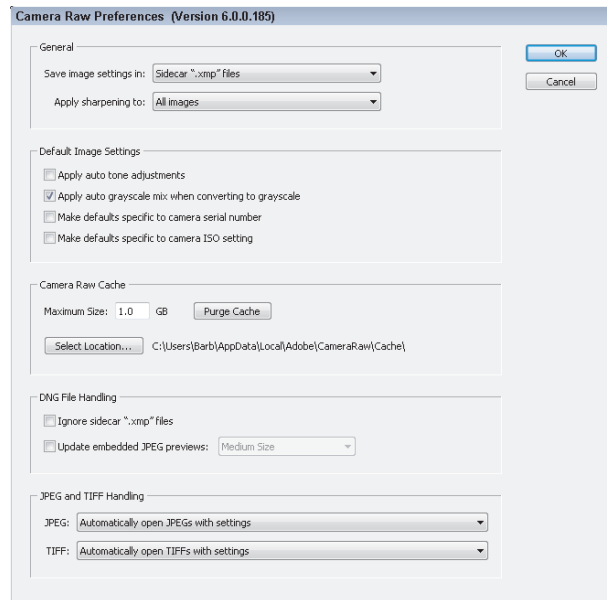 Camera Raw Preferences (Version 6.0.0.185)
General
Save image settings in: Sidecar “.xmp” files
Apply sharpening to: All images
OK
Cancel
Default Image Settings
Apply auto tone adjustments
Apply auto grayscale mix when converting to grayscale
Make defaults specific to camera serial number
Make defaults specific to camera ISO setting
Camera Raw Cache
Maximum Size: 1.0 GB Purge Cache
Select Location... C:\Users\Barb\AppData\Local\Adobe\CameraRaw\Cache\
DNG File Handling
Ignore sidecar “.xmp” files
Update embedded JPEG previews: Medium Size
JPEG and TIFF Handling
JPEG: Automatically open JPEGs with settings
TIFF: Automatically open TIFFs with settings